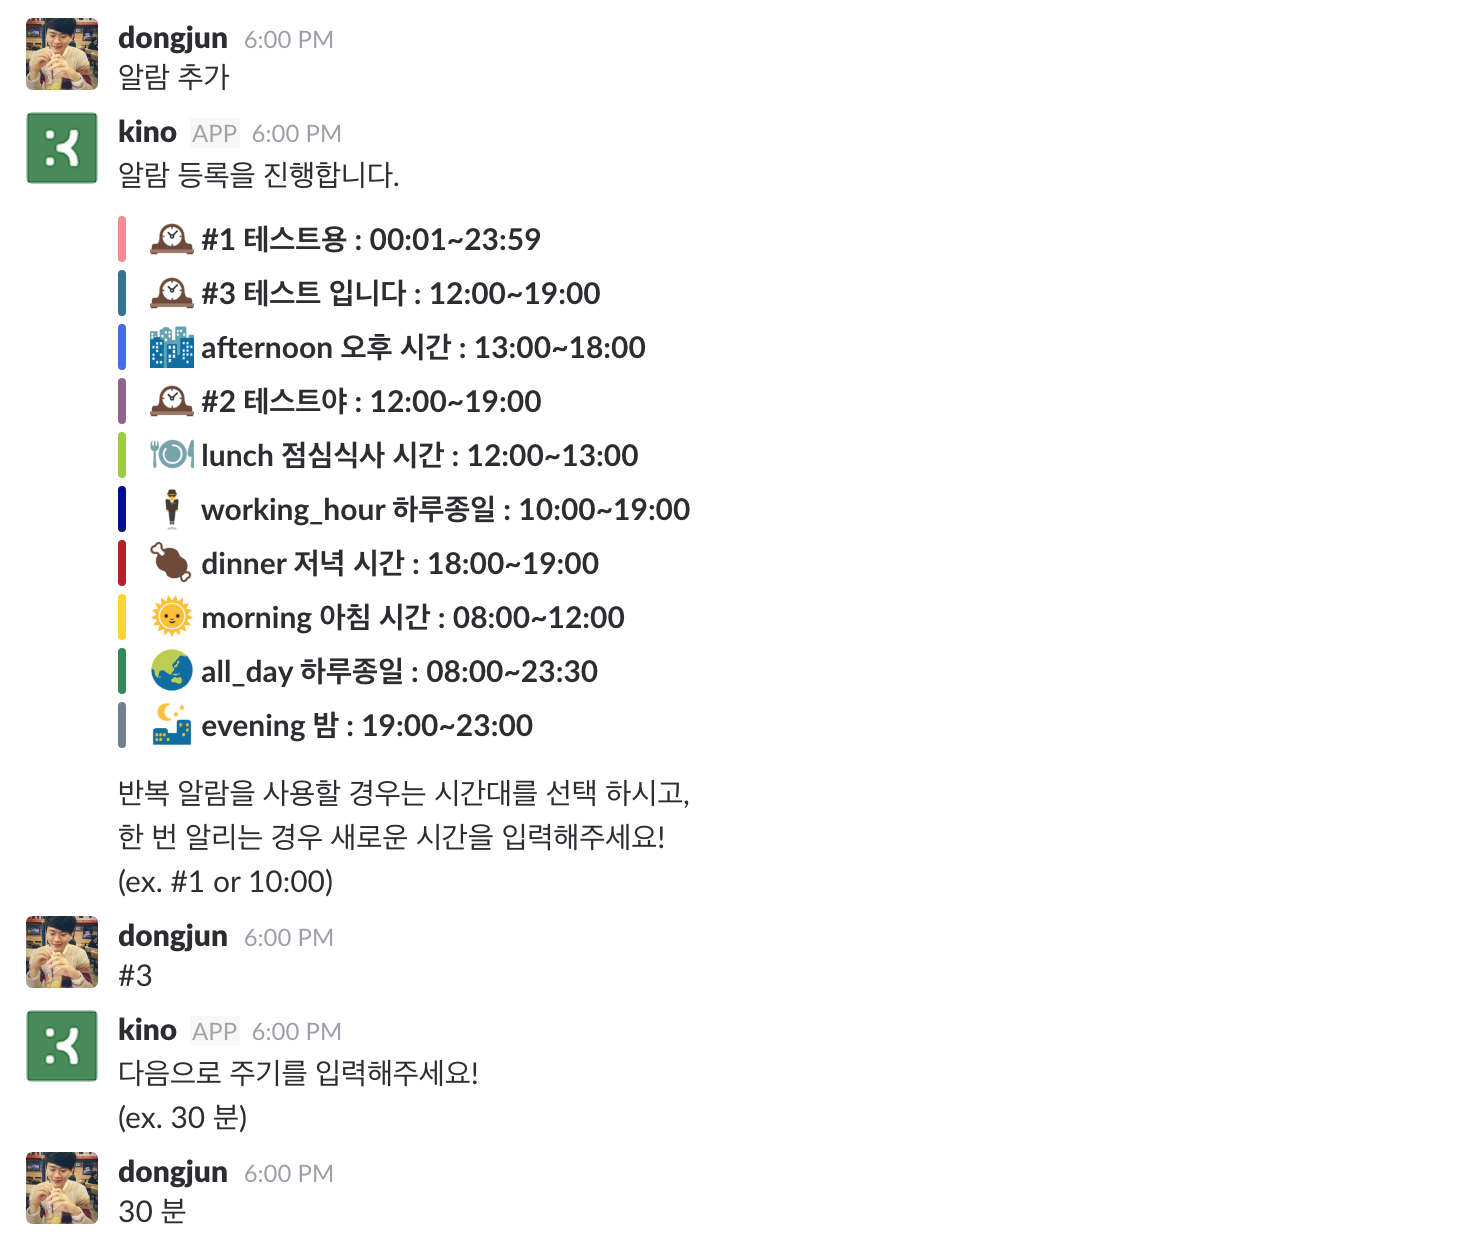 dongjun 6:00 PM
알람 추가
kino APP 6:00 PM
알람 등록을 진행합니다.
#1 테스트용 : 00:01~23:59
#3 테스트 입니다 : 12:00~19:00
afternoon 오후 시간 : 13:00~18:00
#2 테스트야 : 12:00~19:00
lunch 점심식사 시간 : 12:00~13:00
working_hour 하루종일 : 10:00~19:00
dinner 저녁 시간 : 18:00~19:00
morning 아침 시간 : 08:00~12:00
all_day 하루종일 : 08:00~23:30
evening 밤 : 19:00~23:00
반복 알람을 사용할 경우는 시간대를 선택 하시고,
한 번 알리는 경우 새로운 시간을 입력해주세요!
(ex. #1 or 10:00)
dongjun 6:00 PM
#3
kino APP 6:00 PM
다음으로 주기를 입력해주세요!
(ex. 30 분)
dongjun 6:00 PM
30 분